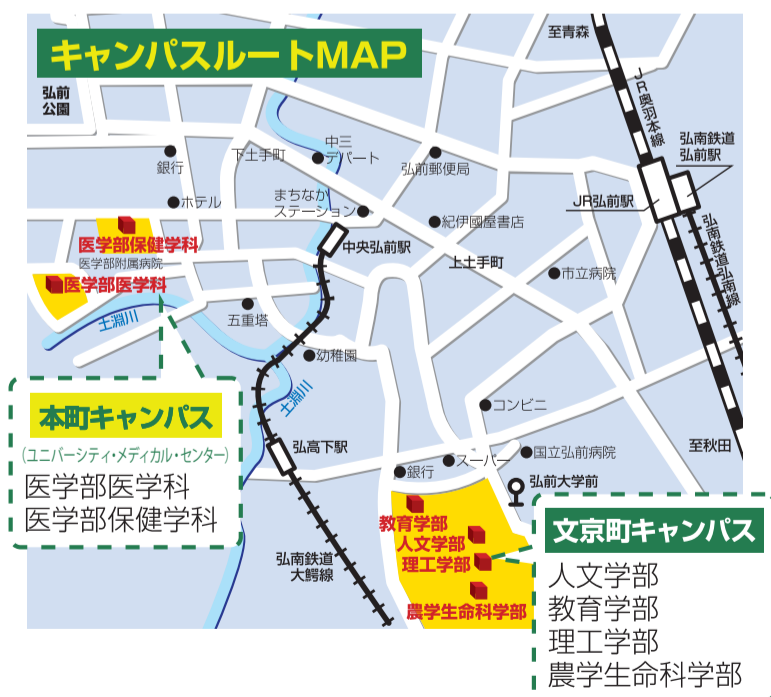 キャンパスルートMAP
至青森
弘前
公園
JR奥羽本線
弘南鉄道
弘前駅
中三
デパート
下土手町
銀行
弘前郵便局
ホテル
まちなか
ステーション
JR弘前駅
紀伊國屋書店
弘南鉄道弘南線
医学部保健学科
中央弘前駅
上土手町
医学部附属病院
医学部医学科
市立病院
土淵川
五重塔
幼稚園
土淵川
コンビニ
本町キャンパス
(ユニバーシティ・メディカル・センター)
医学部医学科
医学部保健学科
弘高下駅
至秋田
国立弘前病院
スーパー
銀行
弘前大学前
教育学部
人文学部
理工学部
農学生命科学部
弘南鉄道
大鰐線
文京町キャンパス
人文学部
教育学部
理工学部
農学生命科学部